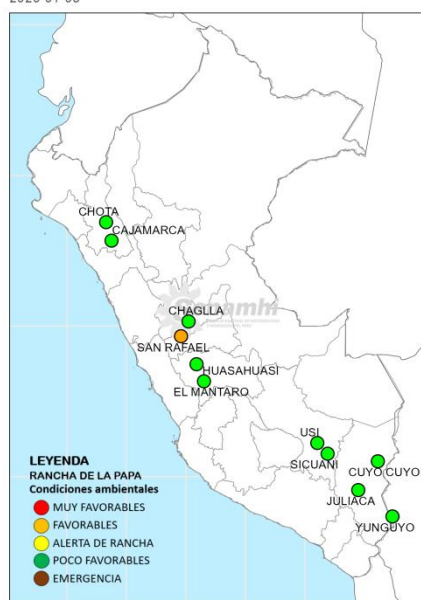 CHOTA
CAJAMARCA
Senamhi
CHAGLLA
SAN RAFAEL
HUASAHUASI
EL MANTARO
USI
SICUANI
CUYO CUYO
JULIACA
YUNGUYO
LEYENDA
RANCHA DE LA PAPA
Condiciones ambientales
MUY FAVORABLES
FAVORABLES
ALERTA DE RANCHA
POCO FAVORABLES
EMERGENCIA